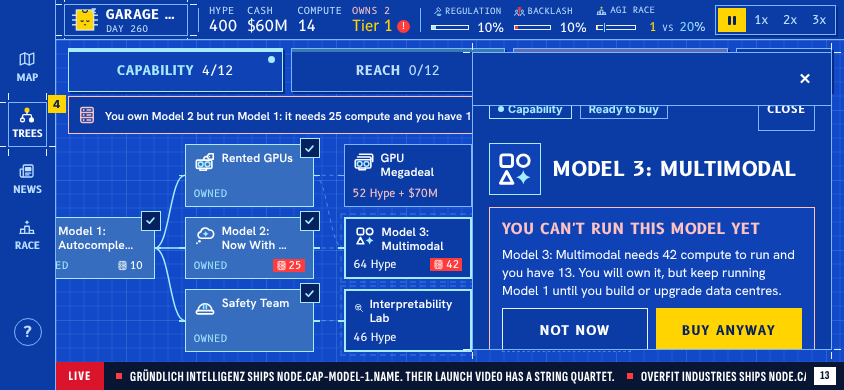 GARAGE ...
DAY 260
HYPE
400
CASH
$60M
COMPUTE
14
OWNS 2
Tier 1 !
REGULATION
10%
BACKLASH
10%
AGI RACE
1 VS 20%
1x 2x 3x
MAP
4
TREES
NEWS
RACE
?
CAPABILITY 4/12
REACH 0/12
You own Model 2 but run Model 1: it needs 25 compute and you have 1
Model 1:
Autocomple...
ED 10
Rented GPUs
OWNED
Model 2:
Now With ...
OWNED 25
Safety Team
OWNED
GPU
Megadeal
52 Hype + $70M
Model 3:
Multimodal
64 Hype 42
Interpretability
Lab
46 Hype
×
Capability
Ready to buy
CLOSE
MODEL 3: MULTIMODAL
YOU CAN'T RUN THIS MODEL YET
Model 3: Multimodal needs 42 compute to run and
you have 13. You will own it, but keep running
Model 1 until you build or upgrade data centres.
NOT NOW
BUY ANYWAY
LIVE
GRÜNDLICH INTELLIGENZ SHIPS NODE.CAP-MODEL-1.NAME. THEIR LAUNCH VIDEO HAS A STRING QUARTET. OVERFIT INDUSTRIES SHIPS NODE.CA
13